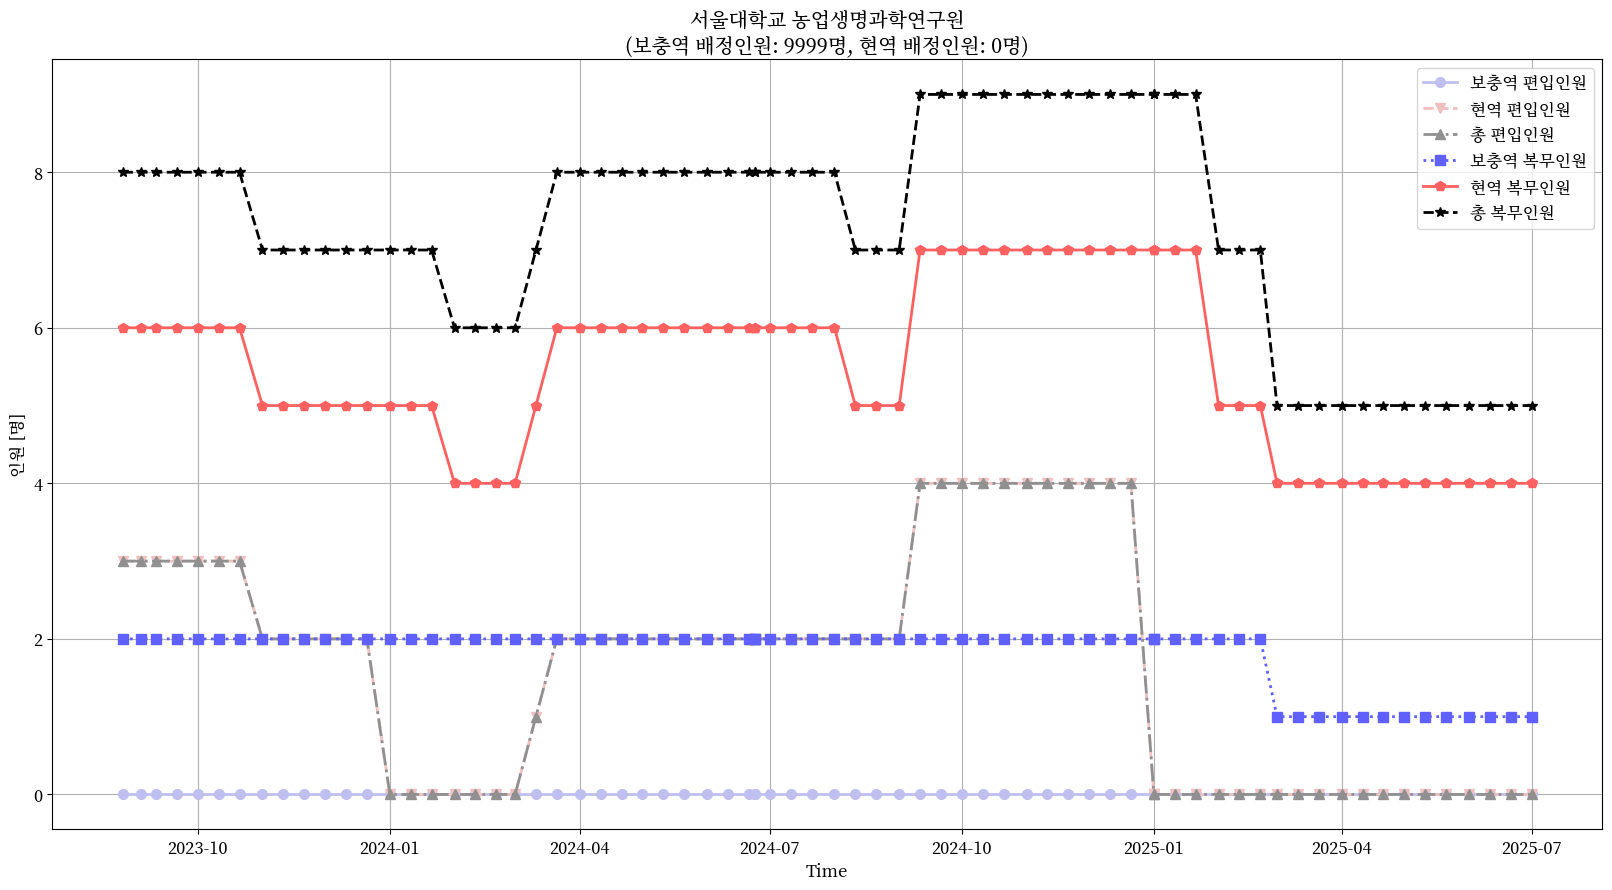 서울대학교 농업생명과학연구원
(보충역 배정인원: 9999명, 현역 배정인원: 0명)
보충역 편입인원
현역 편입인원
총 편입인원
보충역 복무인원
현역 복무인원
총 복무인원
인원 [명]
8
6
4
2
0
2023-10
2024-01
2024-04
2024-07
2024-10
2025-01
2025-04
2025-07
Time